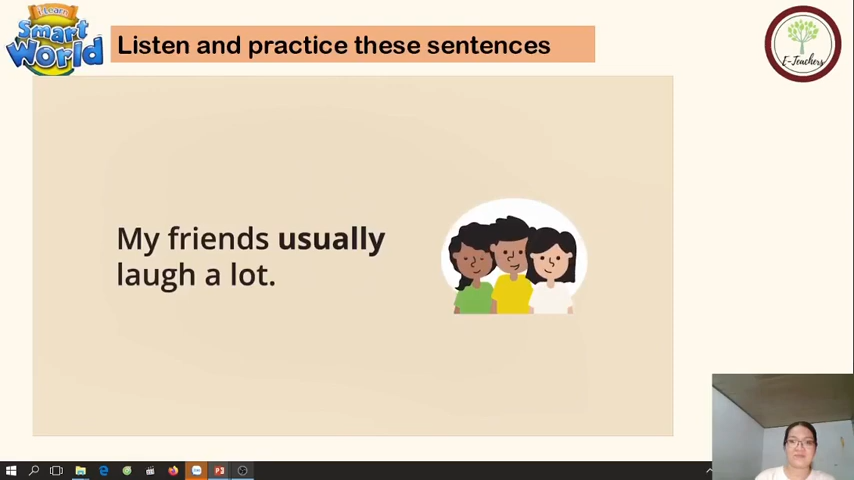 i Learn
Smart
World
Listen and practice these sentences
E-Teachers
My friends usually
laugh a lot.